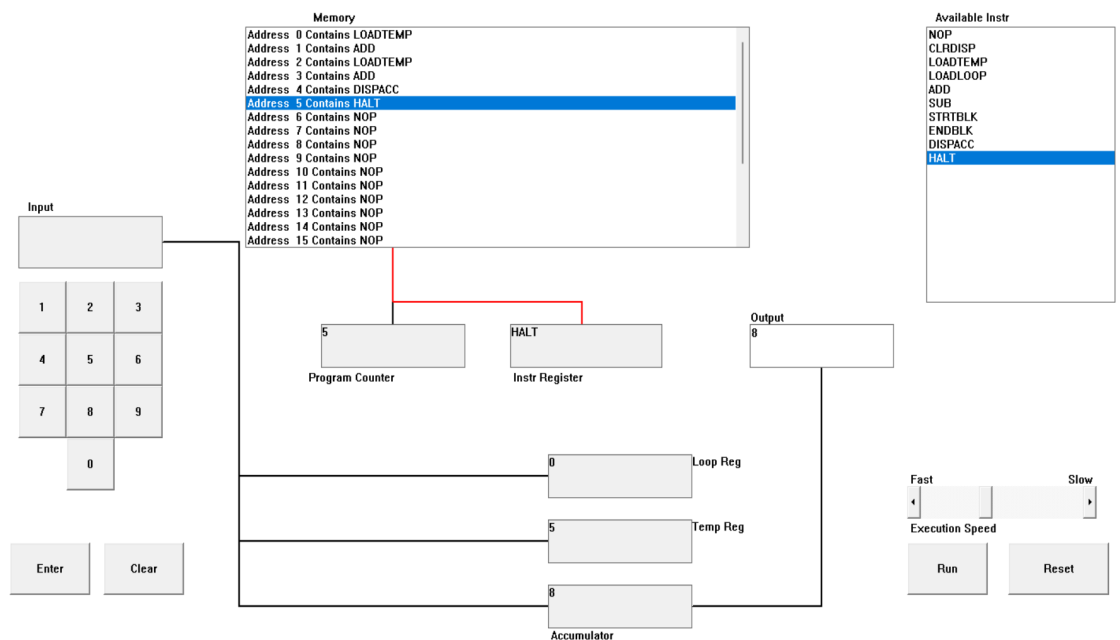 Memory
Address  0 Contains LOADTEMP
Address  1 Contains ADD
Address  2 Contains LOADTEMP
Address  3 Contains ADD
Address  4 Contains DISPACC
Address  5 Contains HALT
Address  6 Contains NOP
Address  7 Contains NOP
Address  8 Contains NOP
Address  9 Contains NOP
Address 10 Contains NOP
Address 11 Contains NOP
Address 12 Contains NOP
Address 13 Contains NOP
Address 14 Contains NOP
Address 15 Contains NOP
Available Instr
NOP
CLRDISP
LOADTEMP
LOADLOOP
ADD
SUB
STRTBLK
ENDBLK
DISPACC
HALT
Input
1 2 3
4 5 6
7 8 9
0
Enter Clear
5
Program Counter
HALT
Instr Register
Output
8
0 Loop Reg
5 Temp Reg
8
Accumulator
Fast Slow
Execution Speed
Run Reset